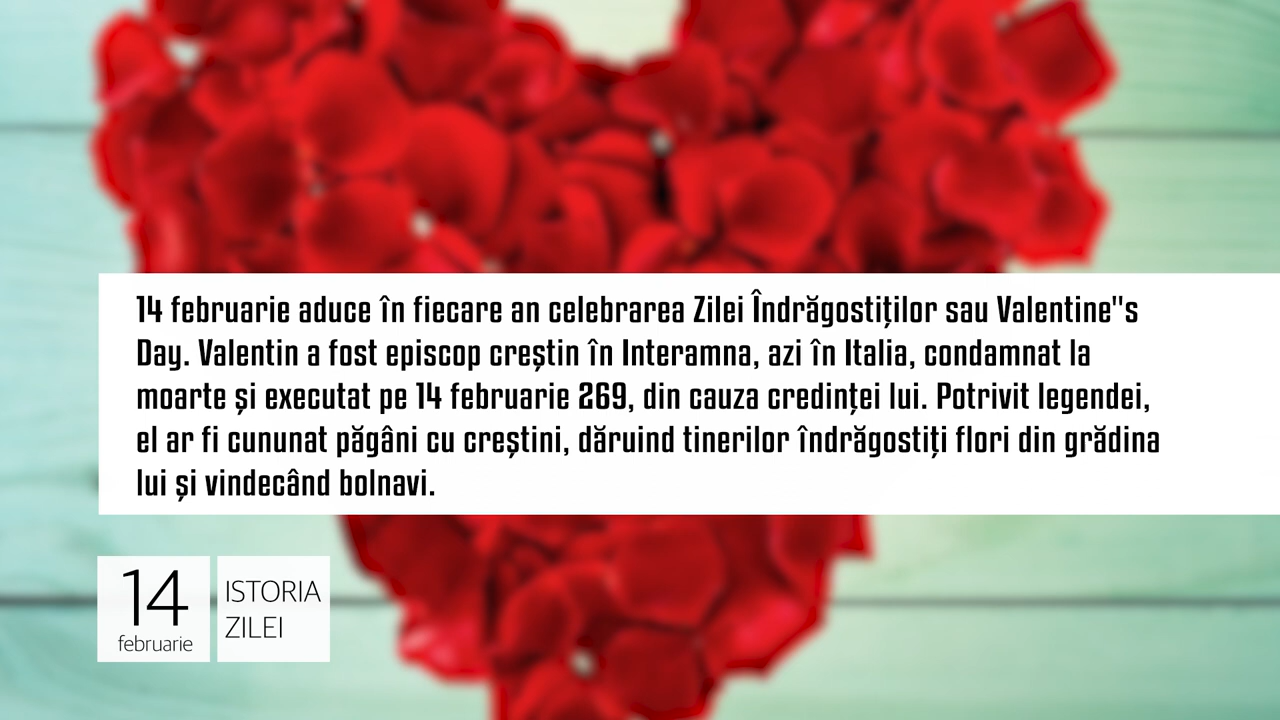 14 februarie aduce în fiecare an celebrarea Zilei Îndrăgostiților sau Valentine"s
Day. Valentin a fost episcop creștin în Interamna, azi în Italia, condamnat la
moarte și executat pe 14 februarie 269, din cauza credinței lui. Potrivit legendei,
el ar fi cununat păgâni cu creștini, dăruind tinerilor îndrăgostiți flori din grădina
lui și vindecând bolnavi.
14
februarie
ISTORIA
ZILEI